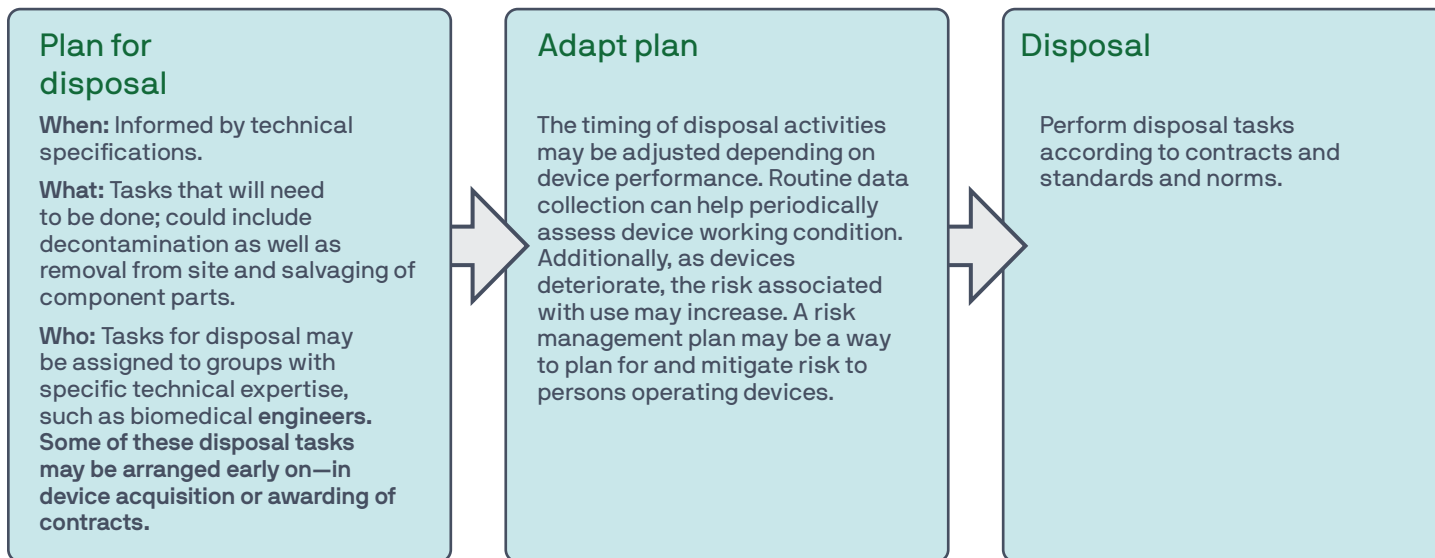 Plan for
disposal
When: Informed by technical
specifications.
What: Tasks that will need
to be done; could include
decontamination as well as
removal from site and salvaging of
component parts.
Who: Tasks for disposal may
be assigned to groups with
specific technical expertise,
such as biomedical engineers.
Some of these disposal tasks
may be arranged early on—in
device acquisition or awarding of
contracts.
Adapt plan
The timing of disposal activities
may be adjusted depending on
device performance. Routine data
collection can help periodically
assess device working condition.
Additionally, as devices
deteriorate, the risk associated
with use may increase. A risk
management plan may be a way
to plan for and mitigate risk to
persons operating devices.
Disposal
Perform disposal tasks
according to contracts and
standards and norms.